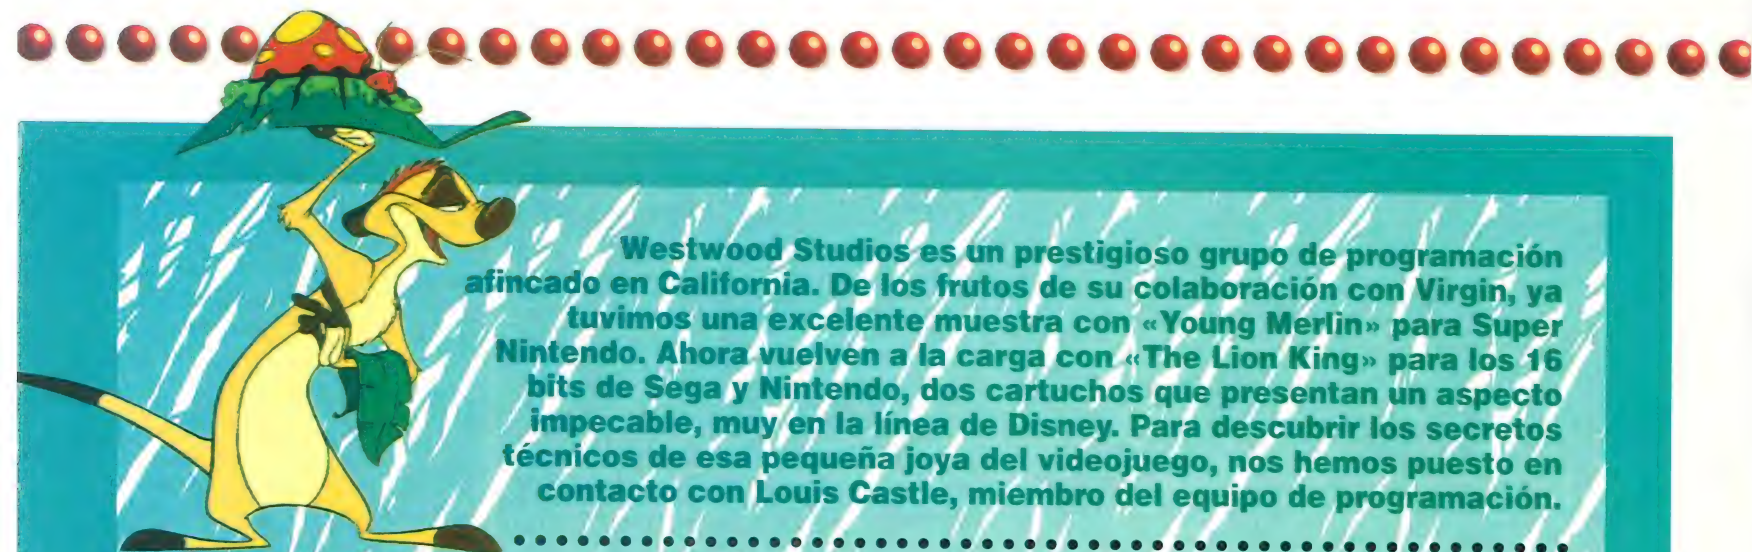 Westwood Studios es un prestigioso grupo de programación
afincado en California. De los frutos de su colaboración con Virgin, ya
tuvimos una excelente muestra con «Young Merlin» para Super
Nintendo. Ahora vuelven a la carga con «The Lion King» para los 16
bits de Sega y Nintendo, dos cartuchos que presentan un aspecto
impecable, muy en la línea de Disney. Para descubrir los secretos
técnicos de esa pequeña joya del videojuego, nos hemos puesto en
contacto con Louis Castle, miembro del equipo de programación.